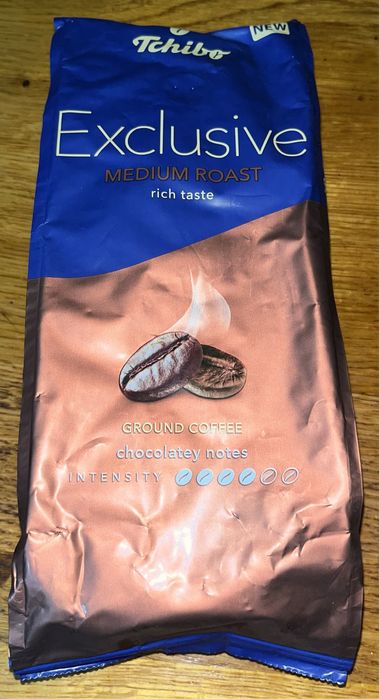 NEW
Tchibo
Exclusive
MEDIUM ROAST
rich taste
GROUND COFFEE
chocolatey notes
INTENSITY